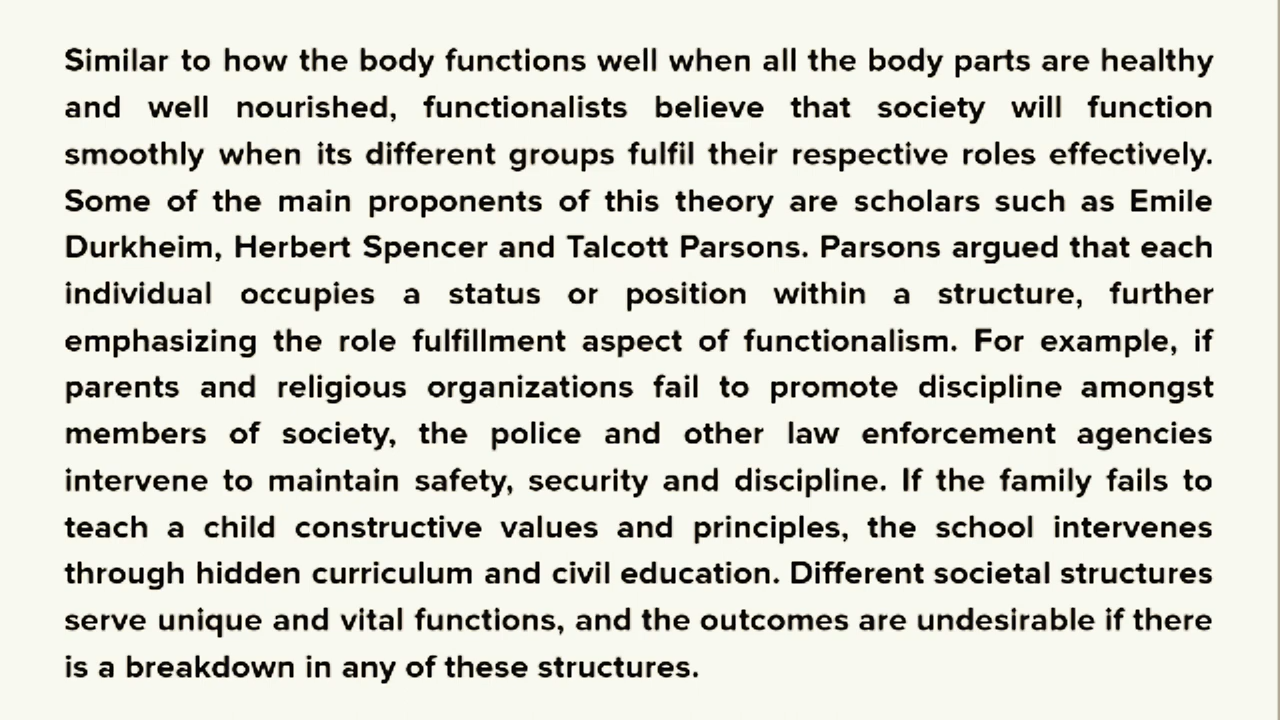 Similar to how the body functions well when all the body parts are healthy
and well nourished, functionalists believe that society will function
smoothly when its different groups fulfil their respective roles effectively.
Some of the main proponents of this theory are scholars such as Emile
Durkheim, Herbert Spencer and Talcott Parsons. Parsons argued that each
individual occupies a status or position within a structure, further
emphasizing the role fulfillment aspect of functionalism. For example, if
parents and religious organizations fail to promote discipline amongst
members of society, the police and other law enforcement agencies
intervene to maintain safety, security and discipline. If the family fails to
teach a child constructive values and principles, the school intervenes
through hidden curriculum and civil education. Different societal structures
serve unique and vital functions, and the outcomes are undesirable if there
is a breakdown in any of these structures.